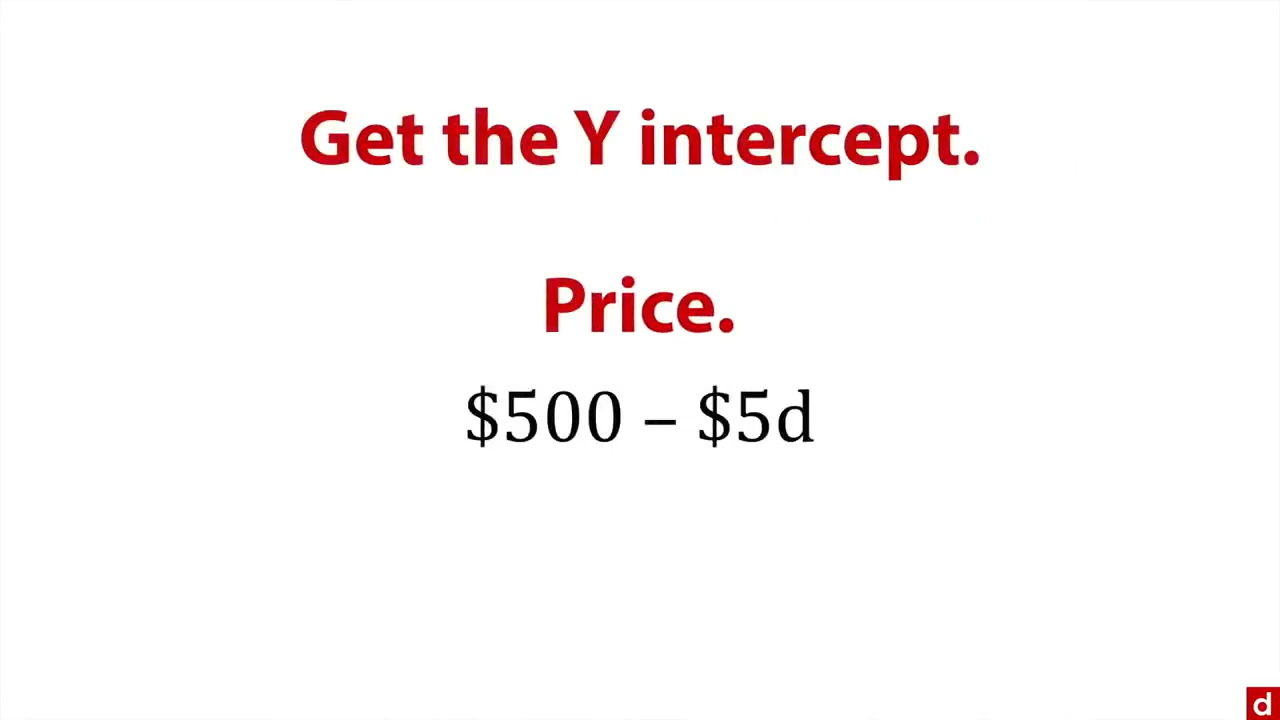 Get the Y intercept.
Price.
$500 – $5d
d